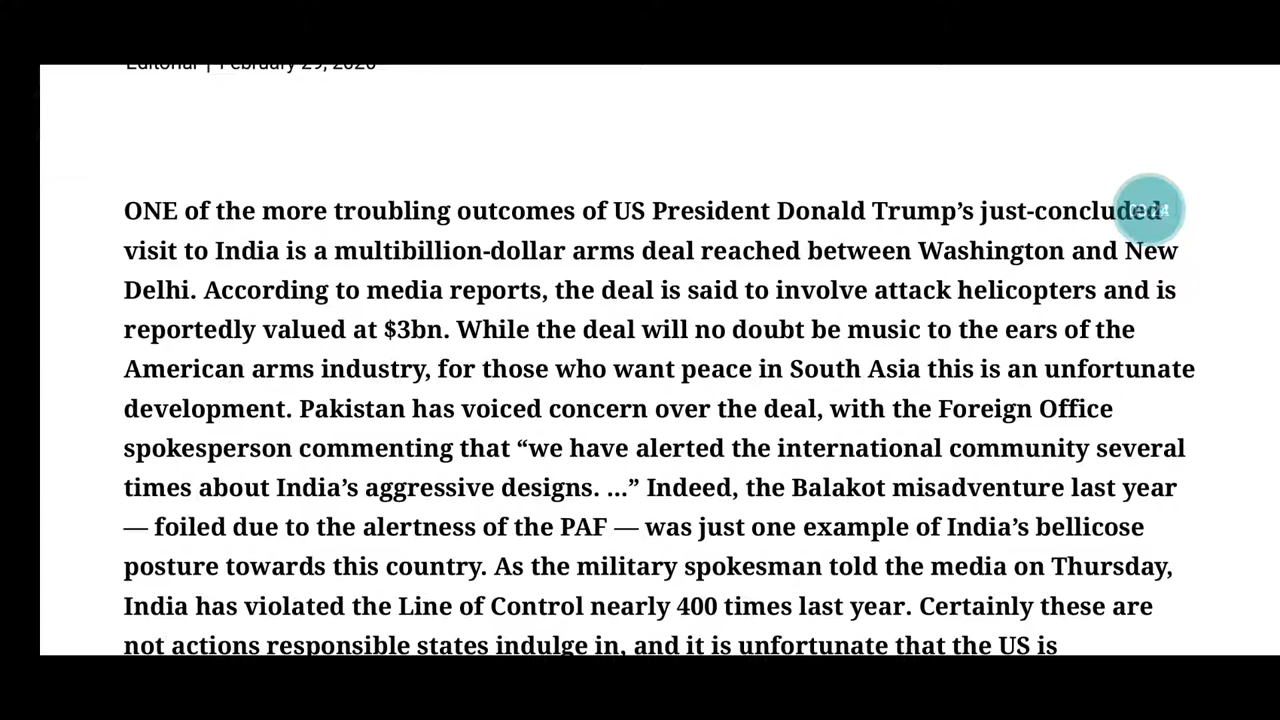 Editorial | February 29, 2020
ONE of the more troubling outcomes of US President Donald Trump’s just-concluded
visit to India is a multibillion-dollar arms deal reached between Washington and New
Delhi. According to media reports, the deal is said to involve attack helicopters and is
reportedly valued at $3bn. While the deal will no doubt be music to the ears of the
American arms industry, for those who want peace in South Asia this is an unfortunate
development. Pakistan has voiced concern over the deal, with the Foreign Office
spokesperson commenting that “we have alerted the international community several
times about India’s aggressive designs. ...” Indeed, the Balakot misadventure last year
— foiled due to the alertness of the PAF — was just one example of India’s bellicose
posture towards this country. As the military spokesman told the media on Thursday,
India has violated the Line of Control nearly 400 times last year. Certainly these are
not actions responsible states indulge in, and it is unfortunate that the US is